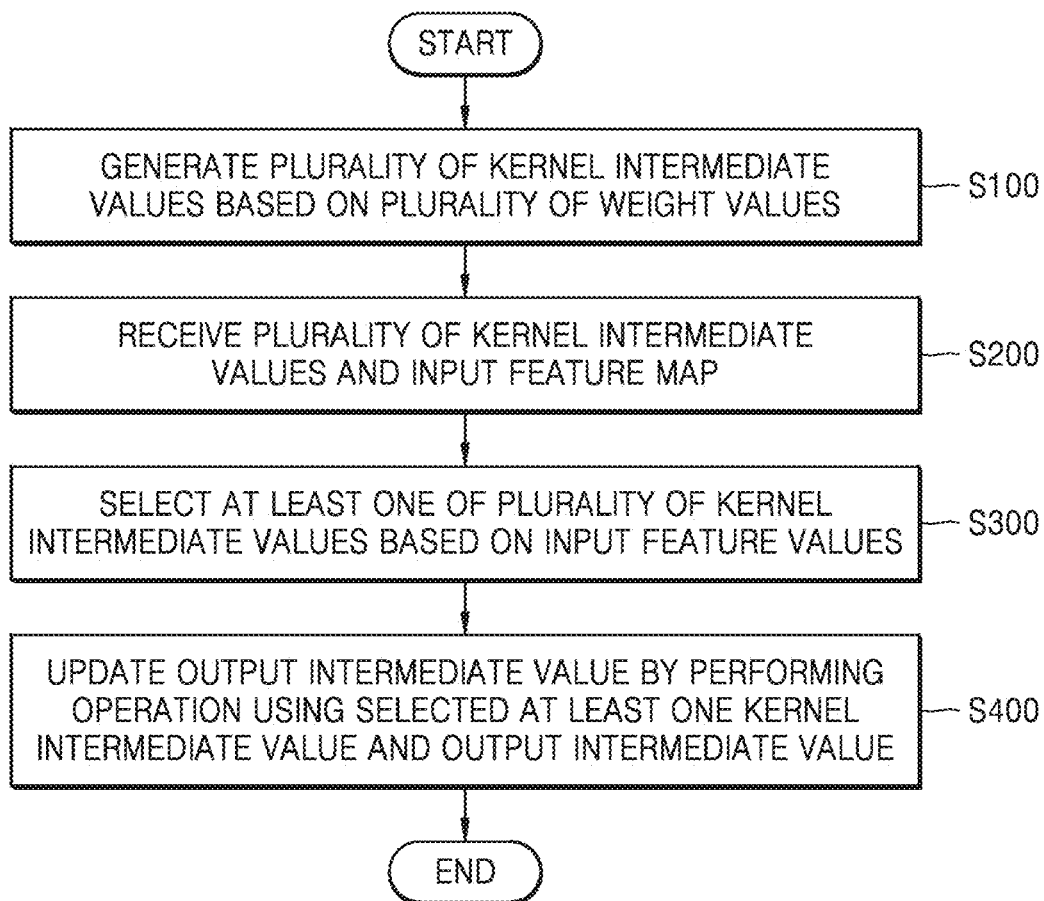 START
GENERATE PLURALITY OF KERNEL INTERMEDIATE
VALUES BASED ON PLURALITY OF WEIGHT VALUES
S100
RECEIVE PLURALITY OF KERNEL INTERMEDIATE
VALUES AND INPUT FEATURE MAP
S200
SELECT AT LEAST ONE OF PLURALITY OF KERNEL
INTERMEDIATE VALUES BASED ON INPUT FEATURE VALUES
S300
UPDATE OUTPUT INTERMEDIATE VALUE BY PERFORMING
OPERATION USING SELECTED AT LEAST ONE KERNEL
INTERMEDIATE VALUE AND OUTPUT INTERMEDIATE VALUE
S400
END